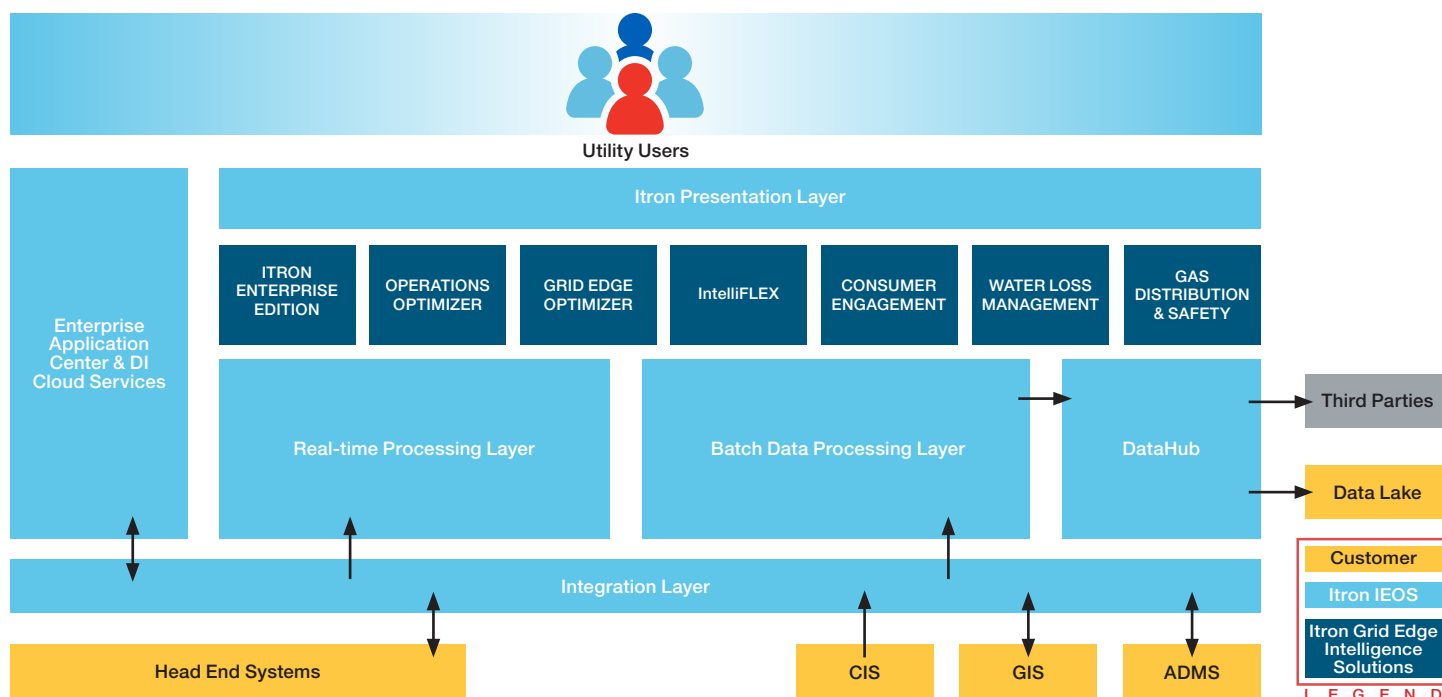 Utility Users
Itron Presentation Layer
Enterprise
Application
Center & DI
Cloud Services
ITRON
ENTERPRISE
EDITION
OPERATIONS
OPTIMIZER
GRID EDGE
OPTIMIZER
IntelliFLEX
CONSUMER
ENGAGEMENT
WATER LOSS
MANAGEMENT
GAS
DISTRIBUTION
& SAFETY
Real-time Processing Layer
Batch Data Processing Layer
DataHub
Third Parties
Data Lake
Integration Layer
Head End Systems
CIS
GIS
ADMS
Customer
Itron IEOS
Itron Grid Edge
Intelligence
Solutions
LEGEND